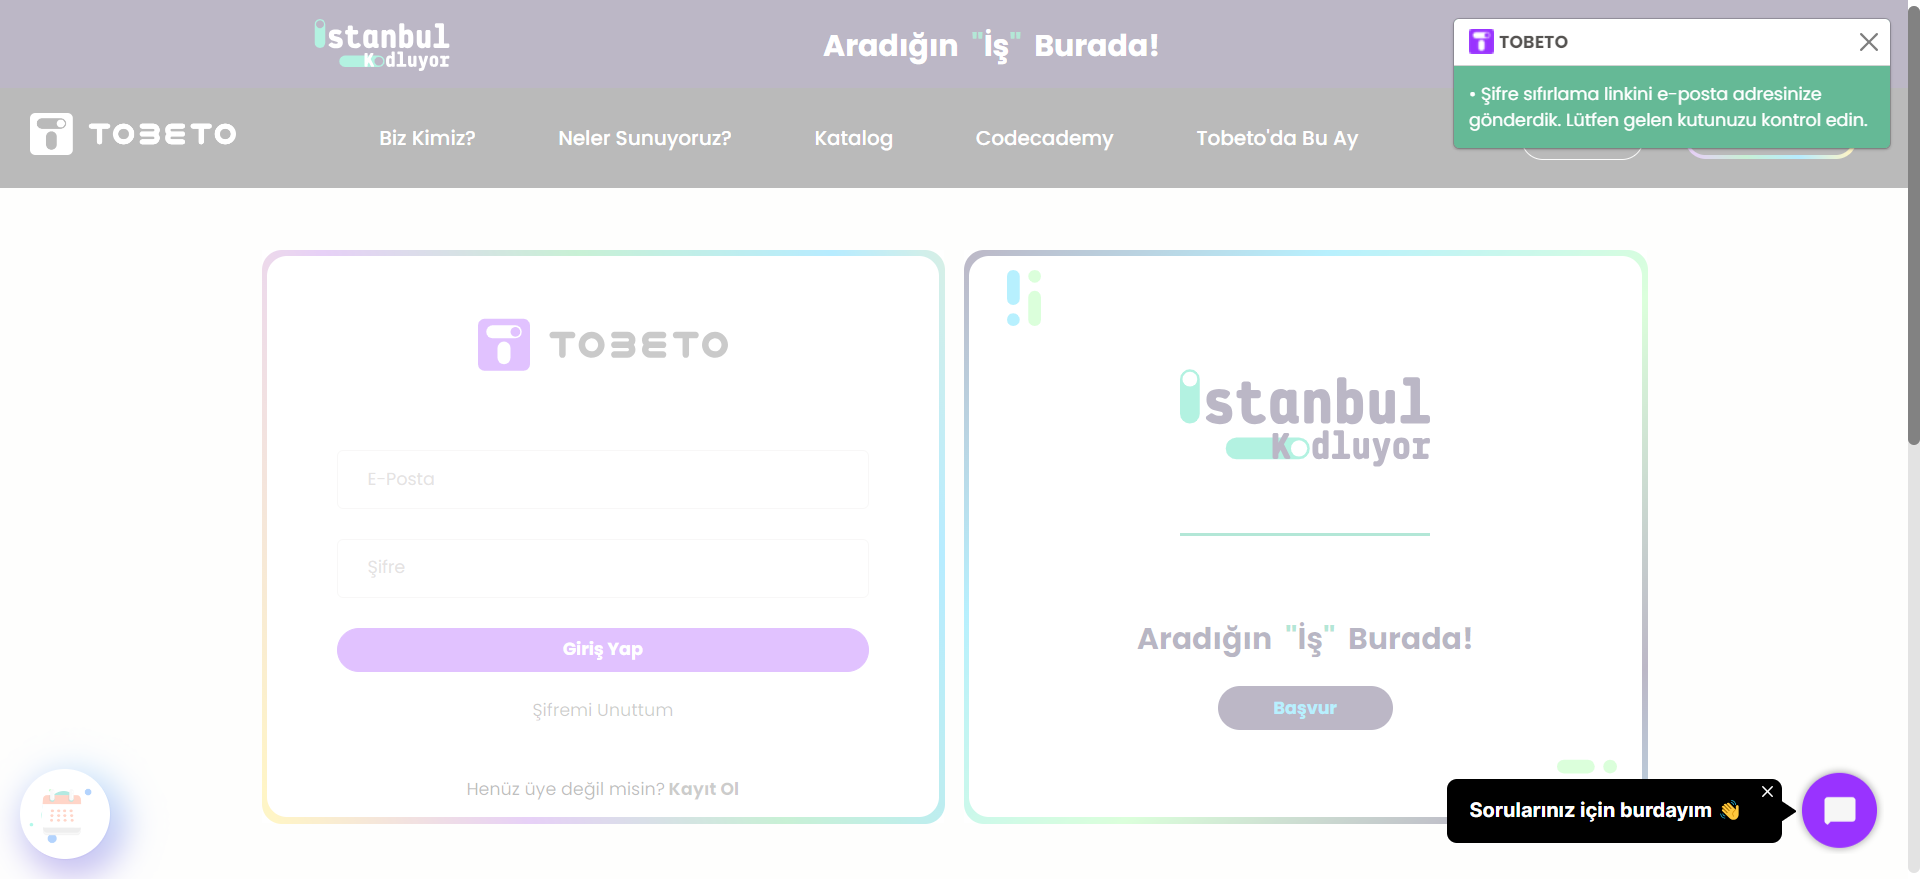 istanbul
Kodluyor
Aradığın "İş" Burada!
TOBETO
• Şifre sıfırlama linkini e-posta adresinize
gönderdik. Lütfen gelen kutunuzu kontrol edin.
TOBETO
Biz Kimiz?
Neler Sunuyoruz?
Katalog
Codecademy
Tobeto'da Bu Ay
TOBETO
E-Posta
Şifre
Giriş Yap
Şifremi Unuttum
Henüz üye değil misin? Kayıt Ol
istanbul
Kodluyor
Aradığın "İş" Burada!
Başvur
Sorularınız için burdayım 👋